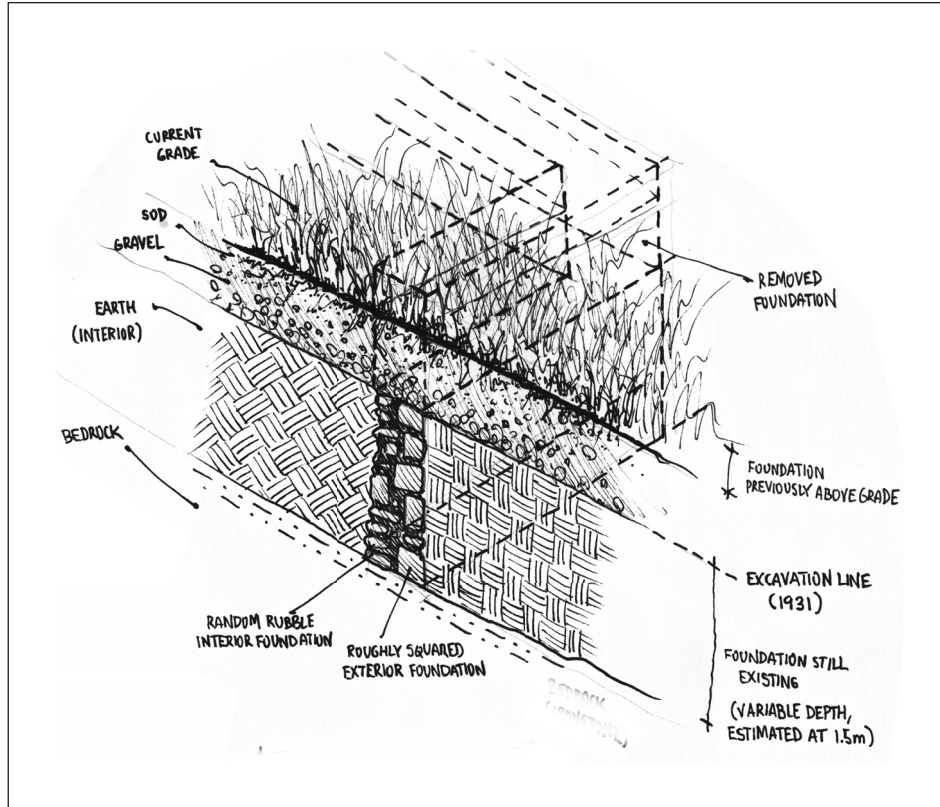 CURRENT
GRADE
SOD
GRAVEL
EARTH
(INTERIOR)
BEDROCK
REMOVED
FOUNDATION
FOUNDATION
PREVIOUSLY ABOVE GRADE
EXCAVATION LINE
(1931)
FOUNDATION STILL
EXISTING
(VARIABLE DEPTH,
ESTIMATED AT 1.5m)
RANDOM RUBBLE
INTERIOR FOUNDATION
ROUGHLY SQUARED
EXTERIOR FOUNDATION
BEDROCK